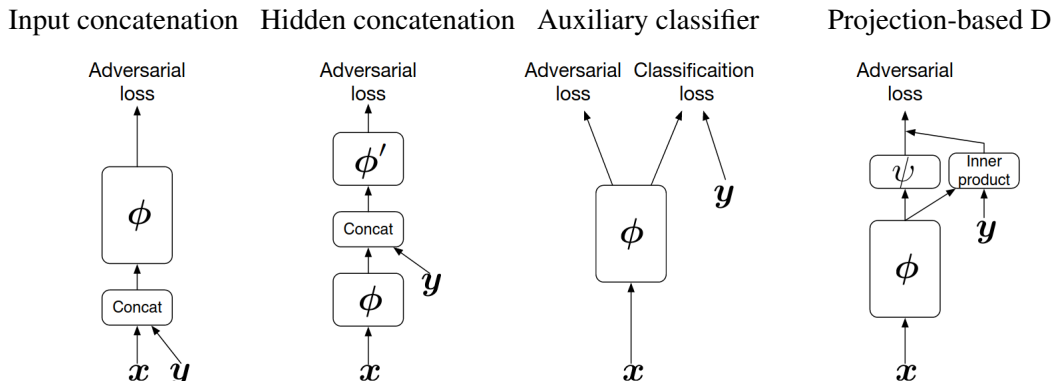 Input concatenation
Adversarial
loss
ϕ
Concat
x y
Hidden concatenation
Adversarial
loss
ϕ′
Concat
y
ϕ
x
Auxiliary classifier
Adversarial Classificaition
loss loss
y
ϕ
x
Projection-based D
Adversarial
loss
ψ
Inner
product
y
ϕ
x